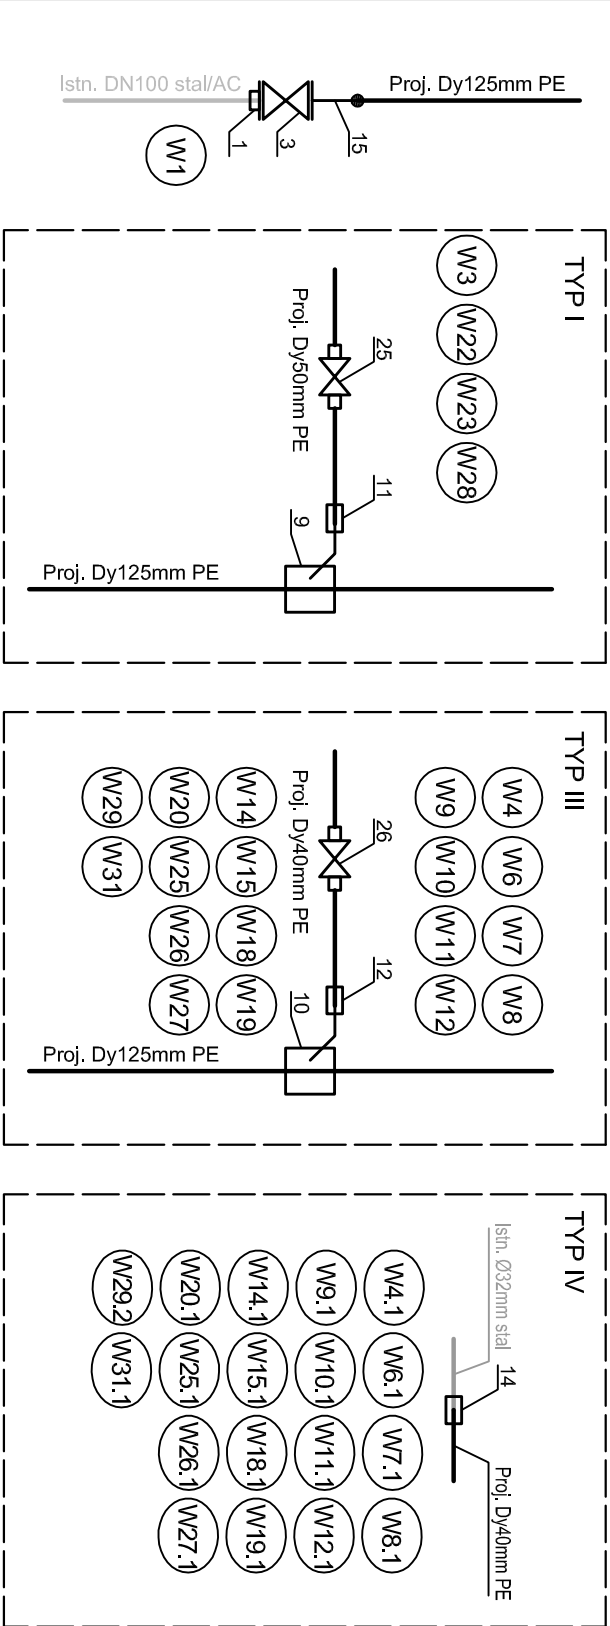 Istn. DN100 stal/AC
Proj. Dy125mm PE
1
3
15
W1
TYP I
W3 W22 W23 W28
25
11
9
Proj. Dy50mm PE
Proj. Dy125mm PE
TYP III
W4 W6 W7 W8
W9 W10 W11 W12
26
12
10
Proj. Dy40mm PE
W14 W15 W18 W19
W20 W25 W26 W27
W29 W31
Proj. Dy125mm PE
TYP IV
Istn. Ø32mm stal
14
Proj. Dy40mm PE
W4.1 W6.1 W7.1 W8.1
W9.1 W10.1 W11.1 W12.1
W14.1 W15.1 W18.1 W19.1
W20.1 W25.1 W26.1 W27.1
W29.2 W31.1